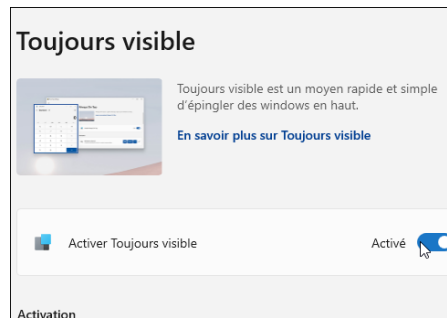 Toujours visible
Toujours visible est un moyen rapide et simple
d'épingler des windows en haut.
En savoir plus sur Toujours visible
Activer Toujours visible
Activé
Activation